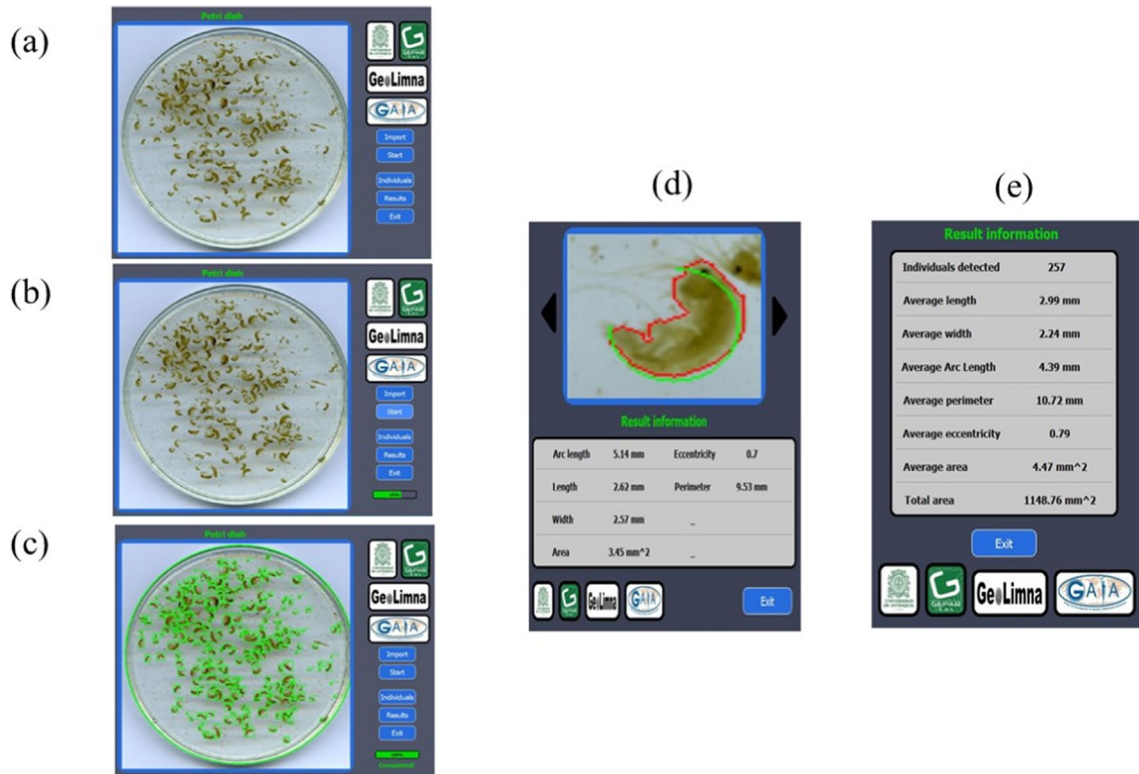 (a)
Petri dish
GeoLimna
GAIA
Import
Start
Individuals
Results
Exit
(b)
Petri dish
GeoLimna
GAIA
Import
Start
Individuals
Results
Exit
(c)
Petri dish
GeoLimna
GAIA
Import
Start
Individuals
Results
Exit
100%
Completed!
(d)
Result information
Arc length 5.14 mm Eccentricity 0.7
Length 2.62 mm Perimeter 9.53 mm
Width 2.57 mm _
Area 3.45 mm^2 _
GeoLimna
GAIA
Exit
(e)
Result information
Individuals detected 257
Average length 2.99 mm
Average width 2.24 mm
Average Arc Length 4.39 mm
Average perimeter 10.72 mm
Average eccentricity 0.79
Average area 4.47 mm^2
Total area 1148.76 mm^2
Exit
GeoLimna
GAIA